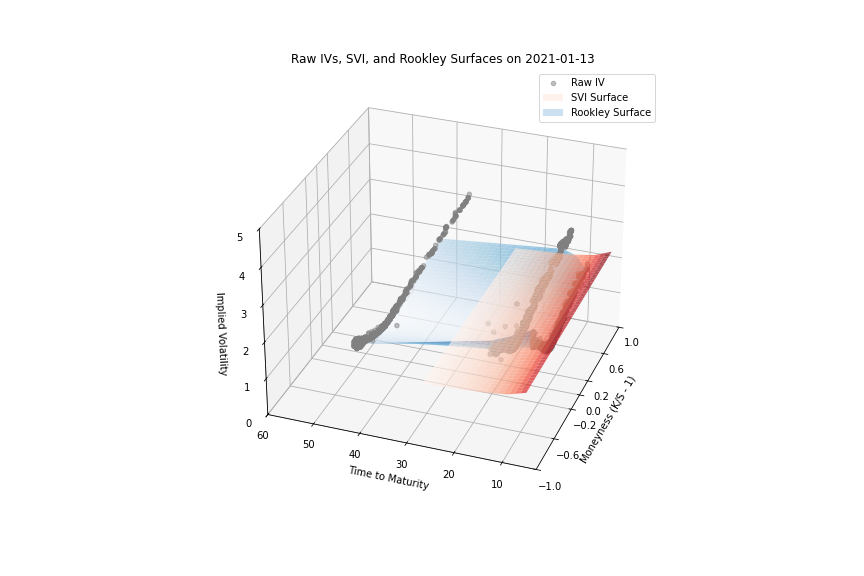 Raw IVs, SVI, and Rookley Surfaces on 2021-01-13
Raw IV
SVI Surface
Rookley Surface
5
4
3
2
1
0
Implied Volatility
60
50
40
30
20
10
Time to Maturity
1.0
0.6
0.2
0.0
−0.2
−0.6
−1.0
Moneyness (K/S - 1)